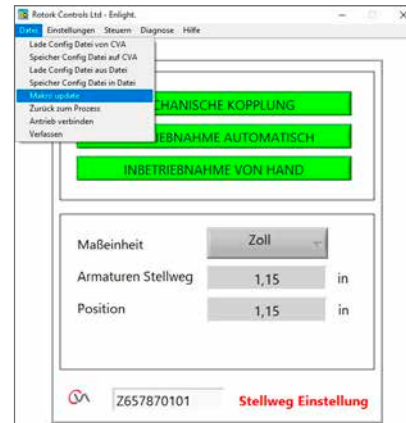 Rotork Controls Ltd - Enlight.
Datei Einstellungen Steuern Diagnose Hilfe
Lade Config Datei von CVA
Speicher Config Datei auf CVA
Lade Config Datei aus Datei
Speicher Config Datei in Datei
Makro update
Zurück zum Prozess
Antrieb verbinden
Verfassen
CHANISCHE KOPPLUNG
EBNAHME AUTOMATISCH
INBETRIEBNAHME VON HAND
Maßeinheit Zoll
Armaturen Stellweg 1,15 in
Position 1,15 in
Z657870101 Stellweg Einstellung